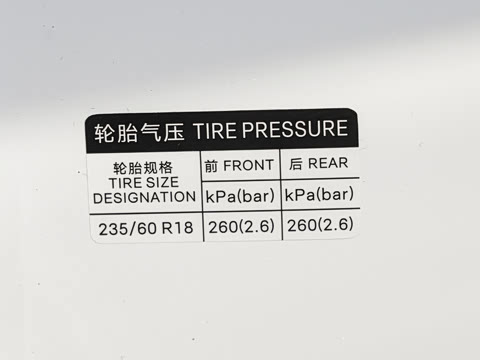 轮胎气压 TIRE PRESSURE
轮胎规格
TIRE SIZE
DESIGNATION
前 FRONT
后 REAR
kPa(bar)
kPa(bar)
235/60 R18
260(2.6)
260(2.6)